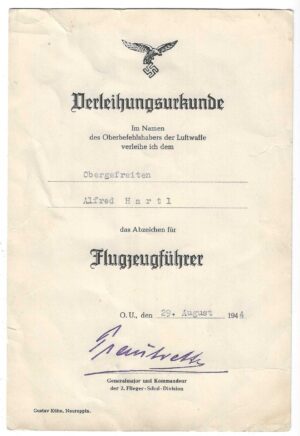 Verleihungsurkunde
Im Namen
des Oberbefehlshabers der Luftwaffe
verleihe ich dem
Obergefreiten
Alfred Hartl
das Abzeichen für
Flugzeugführer
O. U., den 29. August 1944
Generalmajor und Kommandeur
der 2. Flieger-Schul-Division
Gustav Kühn, Neuruppin.